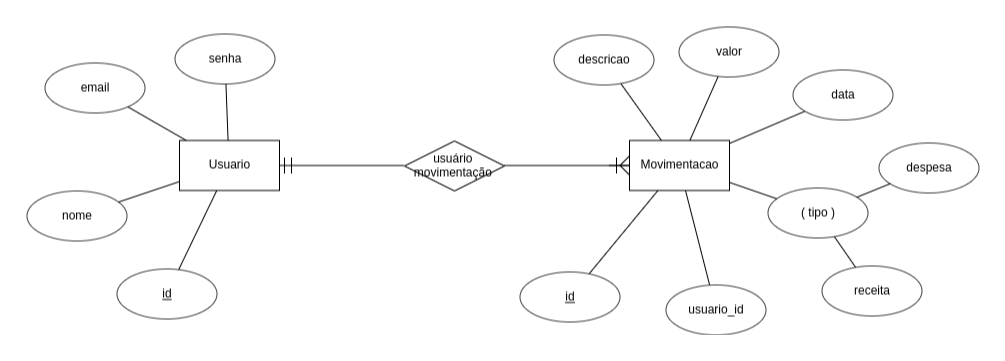 senha
email
Usuario
nome
id
usuário
movimentação
descricao
valor
data
Movimentacao
despesa
( tipo )
receita
id
usuario_id